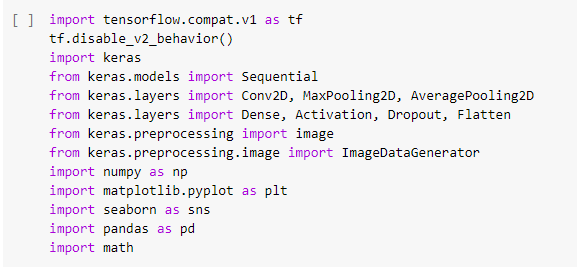 [ ] import tensorflow.compat.v1 as tf
tf.disable_v2_behavior()
import keras
from keras.models import Sequential
from keras.layers import Conv2D, MaxPooling2D, AveragePooling2D
from keras.layers import Dense, Activation, Dropout, Flatten
from keras.preprocessing import image
from keras.preprocessing.image import ImageDataGenerator
import numpy as np
import matplotlib.pyplot as plt
import seaborn as sns
import pandas as pd
import math